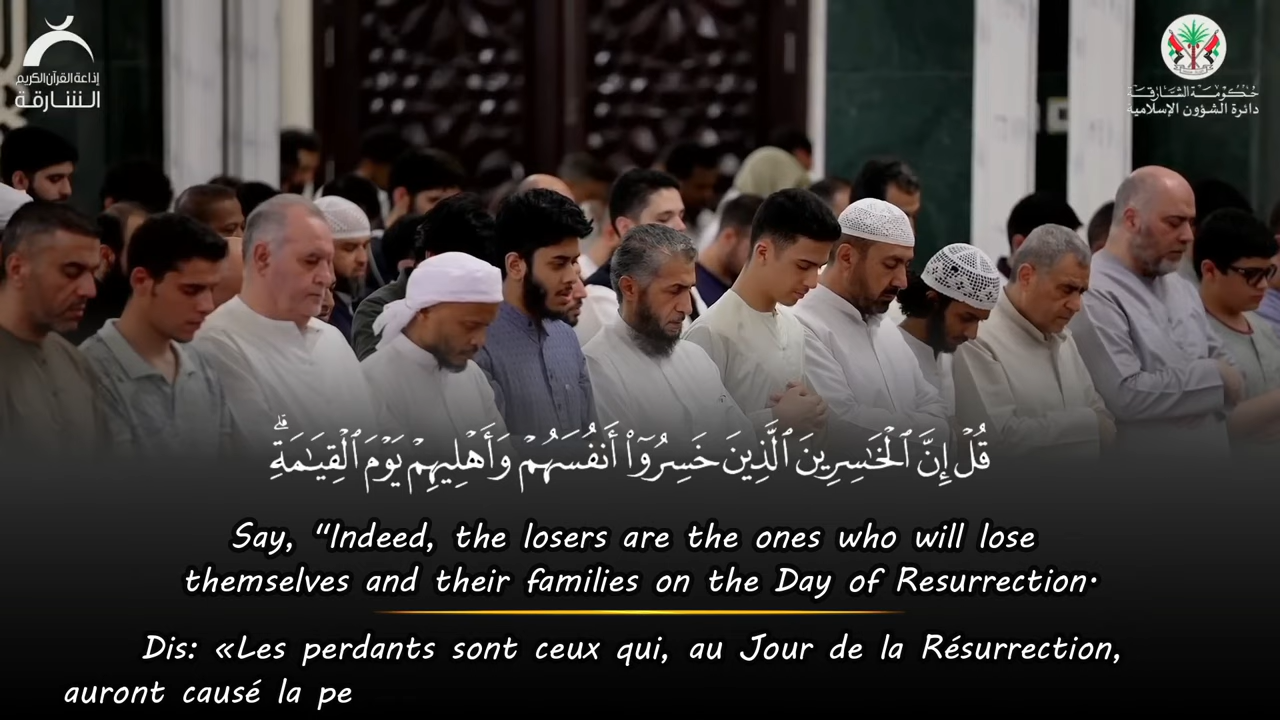 إذاعة القرآن الكريم
الشارقة
حكومة الشارقة
دائرة الشؤون الإسلامية
قُلْ إِنَّ ٱلْخَٰسِرِينَ ٱلَّذِينَ خَسِرُوٓا۟ أَنفُسَهُمْ وَأَهْلِيهِمْ يَوْمَ ٱلْقِيَٰمَةِ ۗ
Say, “Indeed, the losers are the ones who will lose
themselves and their families on the Day of Resurrection·
Dis: «Les perdants sont ceux qui, au Jour de la Résurrection,
auront causé la pe